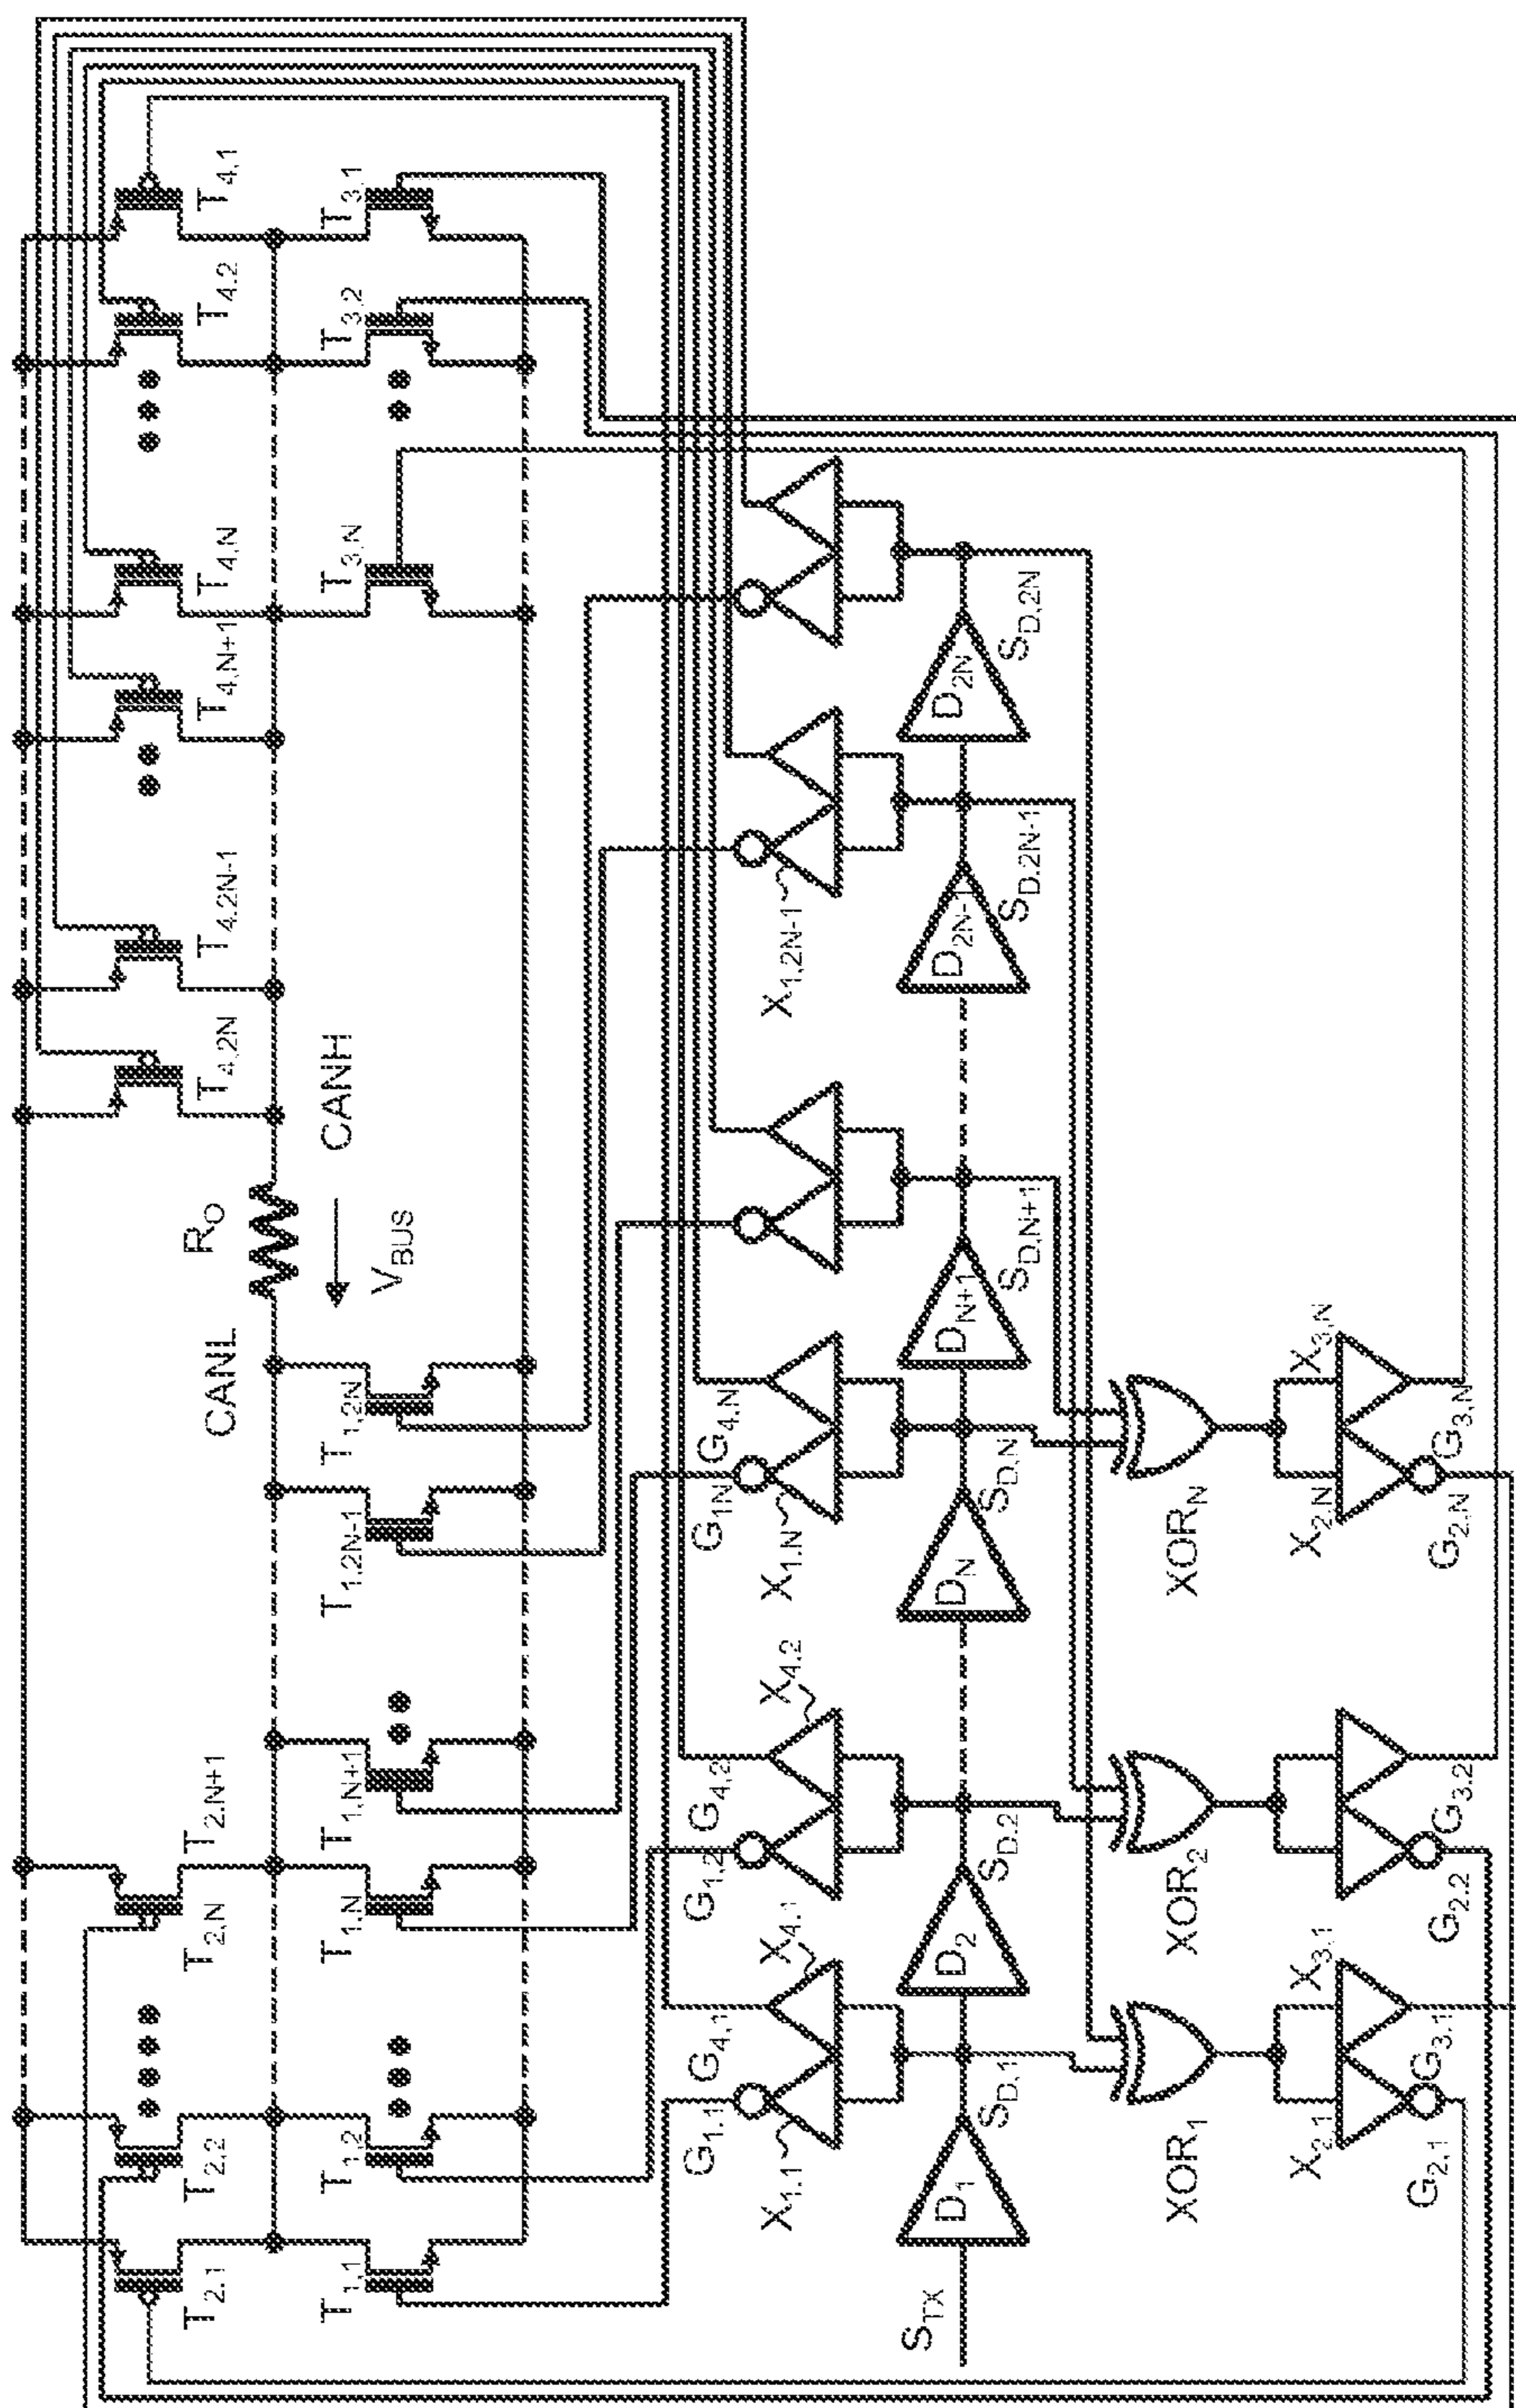 T4,1
T4.2
T4,N
T4,N+1
T4.2N-1
T4,2N
T3,1
T3,2
T3,N
RO
CANL
CANH
VBUS
T2.N+1
T2,N
T2,2
T2.1
T1,2N
T1.2N-1
T1,N+1
T1,N
T1,2
T1,1
G1.1
G4,1
G1,2
G4,2
G1N
G4.N
X1.1
X4.1
X4.2
X1.N
X1,2N-1
STX
D1
D2
DN
DN+1
D2N-1
D2N
SD,1
SD.2
SD,N
SD,N+1
SD.2N-1
SD,2N
XOR1
XOR2
XORN
X2.1
X3.1
X2.N
X3,N
G2,1
G3.1
G2.2
G3.2
G2,N
G3,N